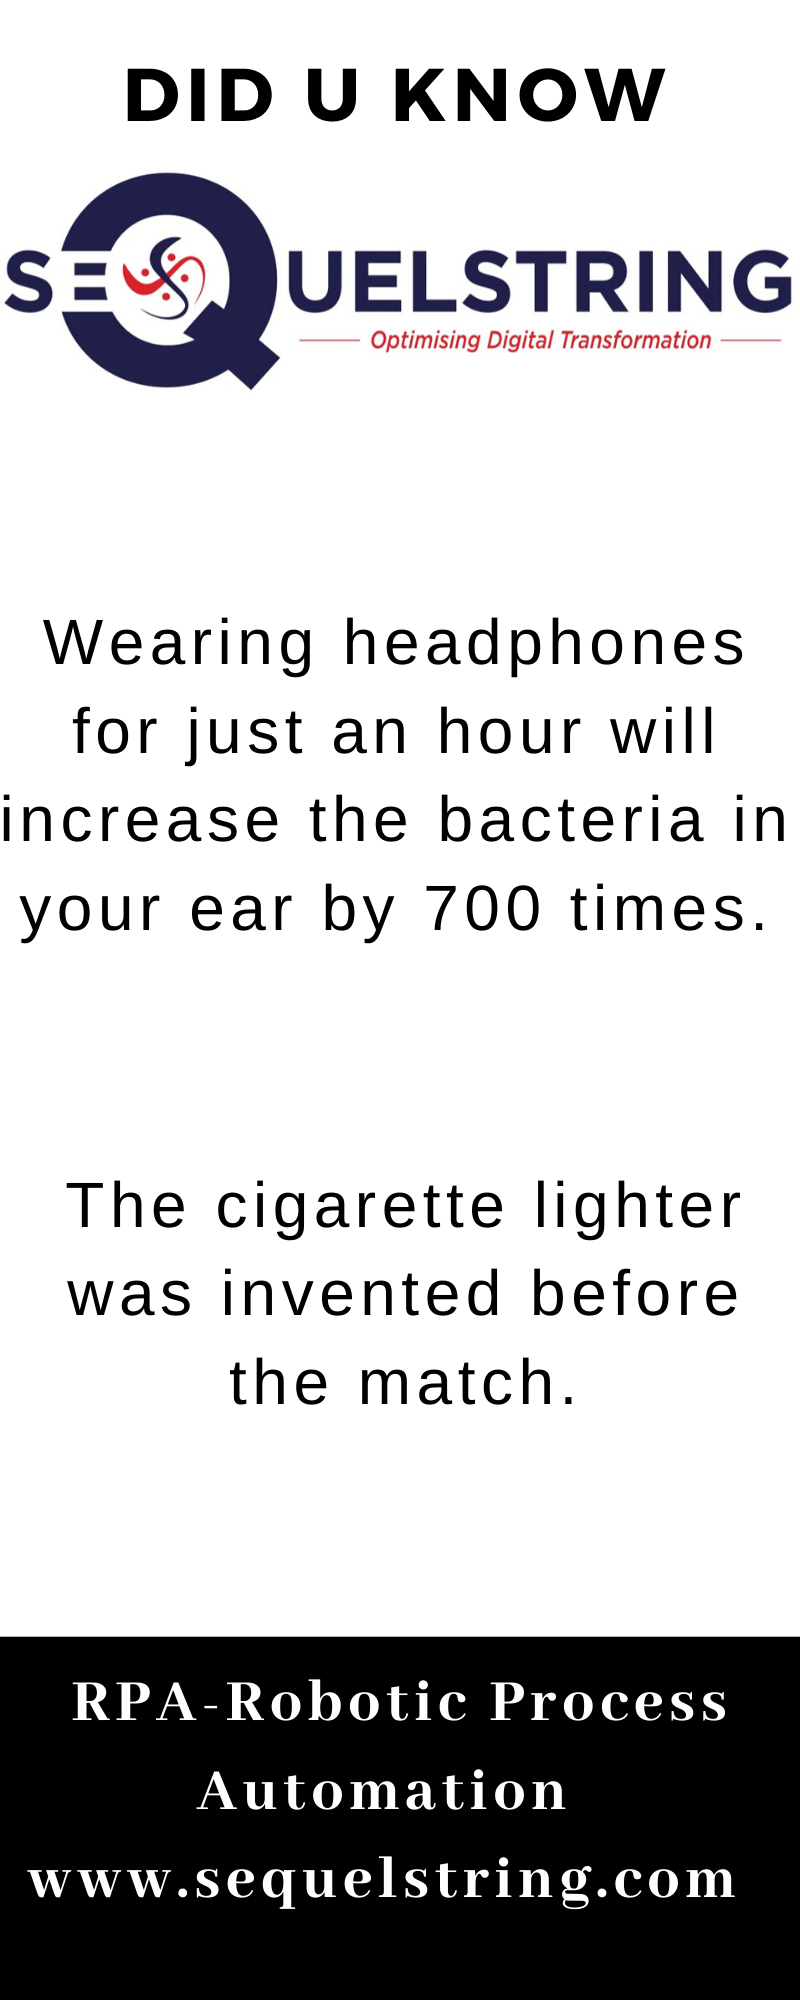 DID U KNOW
SEQUELSTRING
Optimising Digital Transformation
Wearing headphones
for just an hour will
increase the bacteria in
your ear by 700 times.
The cigarette lighter
was invented before
the match.
RPA-Robotic Process
Automation
www.sequelstring.com